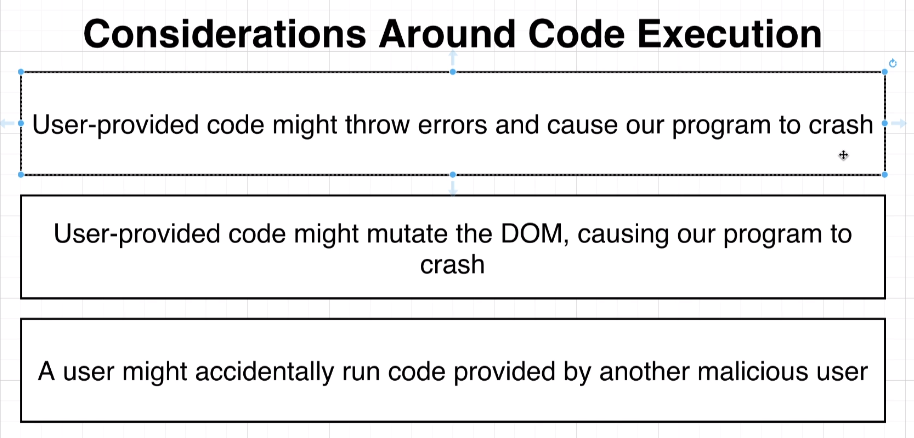 Considerations Around Code Execution
User-provided code might throw errors and cause our program to crash
User-provided code might mutate the DOM, causing our program to
crash
A user might accidentally run code provided by another malicious user